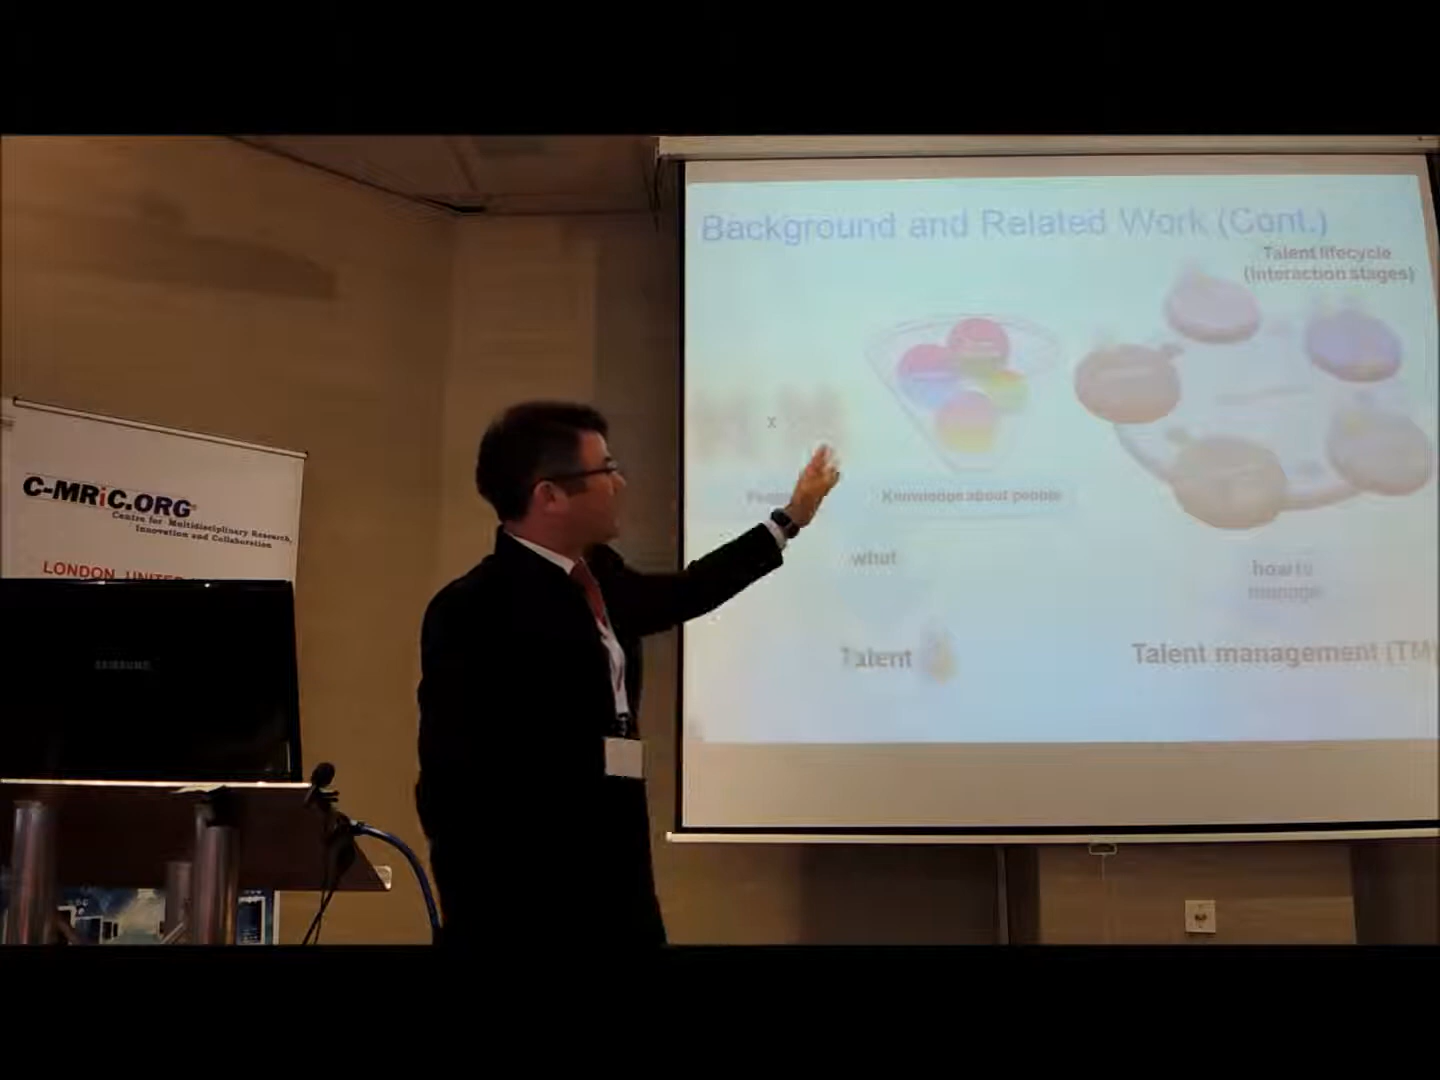 Background and Related Work (Cont.)
Talent lifecycle
(Interaction stages)
x
Knowledge about people
what
how to
manage
Talent
Talent management (TM
C-MRiC.ORG
Centre for Multidisciplinary Research,
Innovation and Collaboration
LONDON, UNITED
SAMSUNG